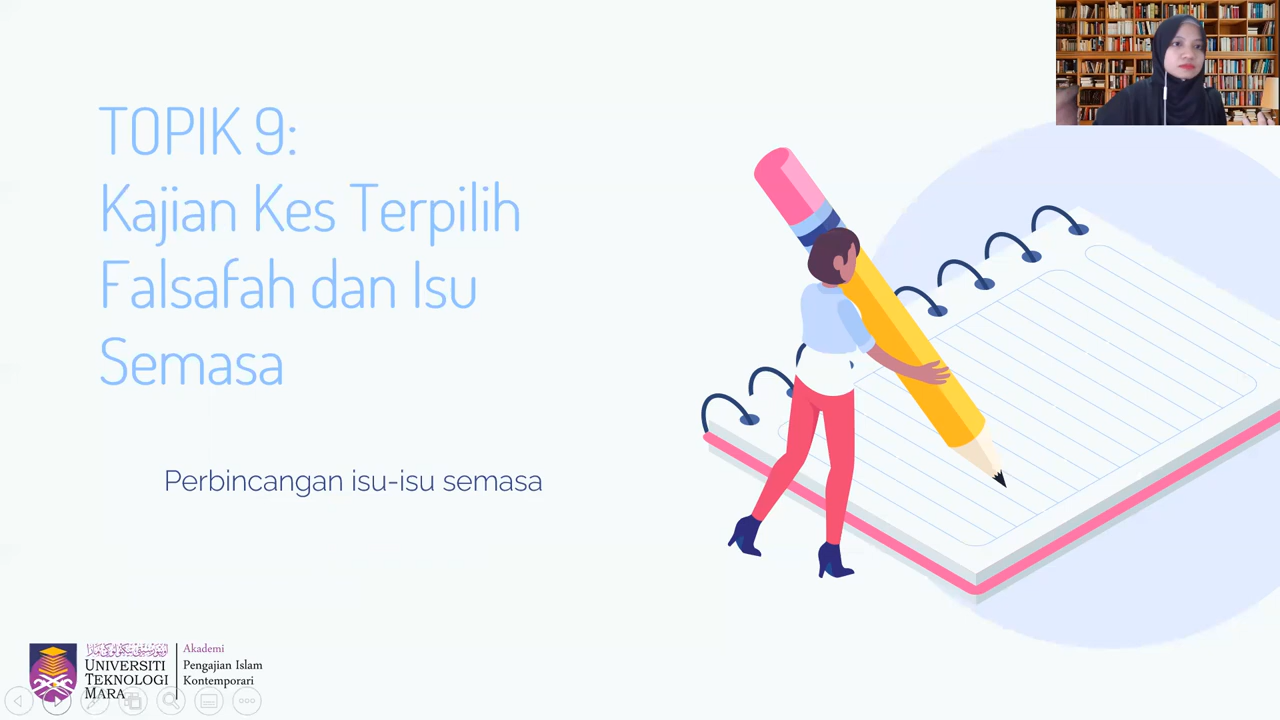 TOPIK 9:
Kajian Kes Terpilih
Falsafah dan Isu
Semasa
Perbincangan isu-isu semasa
UNIVERSITI
TEKNOLOGI
MARA
Akademi
Pengajian Islam
Kontemporari